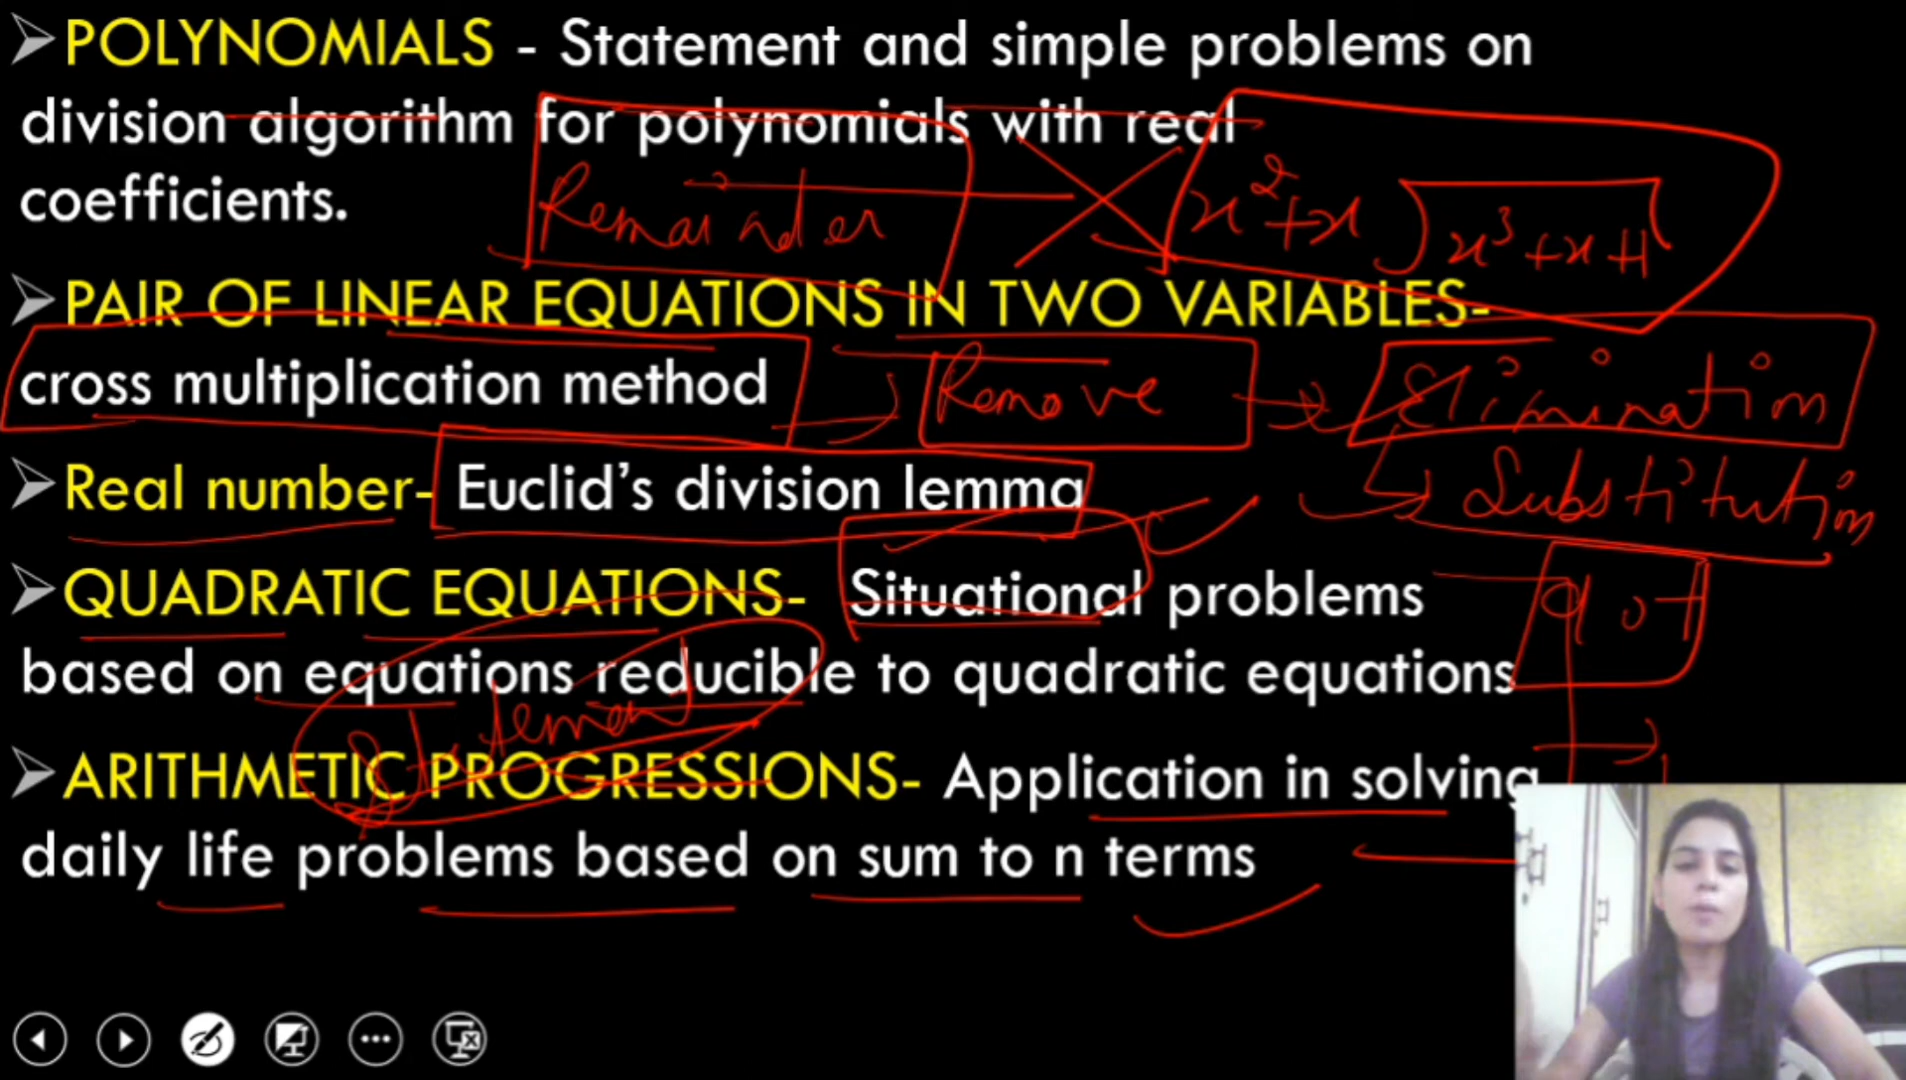 POLYNOMIALS - Statement and simple problems on
division algorithm for polynomials with real
coefficients.
Remainder
x²+x) x³+x+1
PAIR OF LINEAR EQUATIONS IN TWO VARIABLES-
cross multiplication method
Remove
Elimination
Real number- Euclid's division lemma
Substitution
QUADRATIC EQUATIONS- Situational problems
based on equations reducible to quadratic equations
ARITHMETIC PROGRESSIONS- Application in solving
daily life problems based on sum to n terms